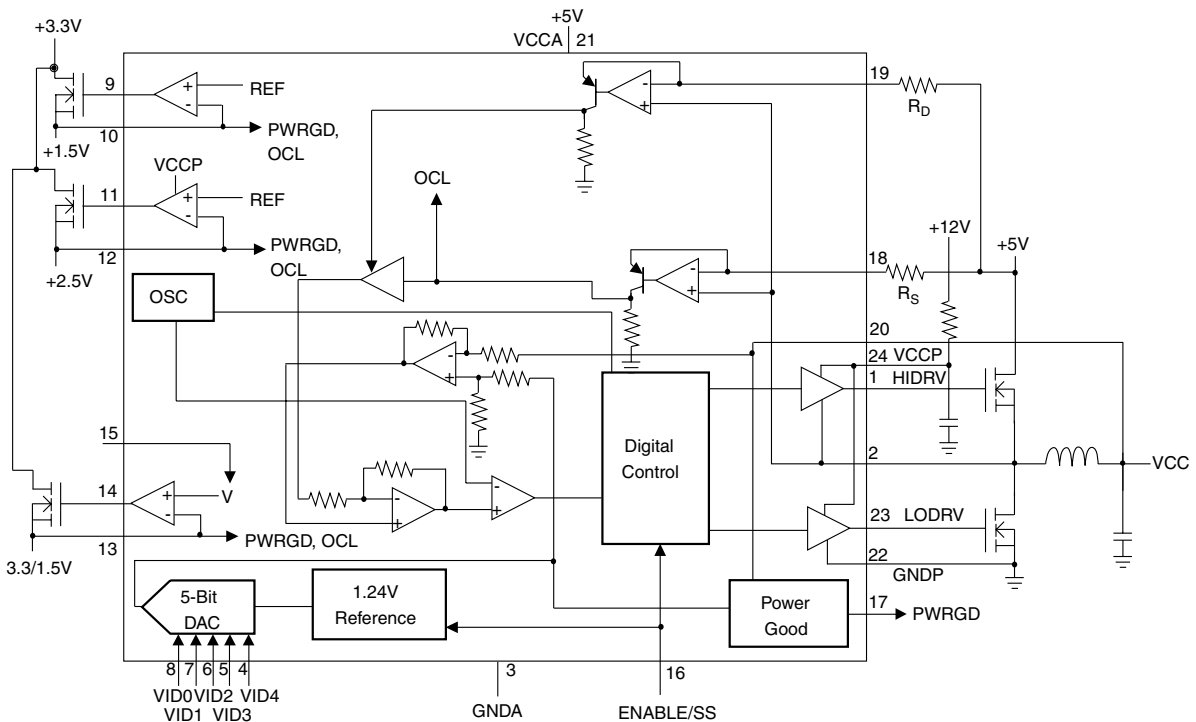 +5V
+3.3V
VCCA 21
9
+
-
REF
10
PWRGD,
OCL
+1.5V
VCCP
11
+
-
REF
12
PWRGD,
OCL
+2.5V
OCL
-
+
19
RD
+12V
+5V
-
+
18
RS
OSC
20
24 VCCP
1 HIDRV
-
+
15
Digital
Control
2
VCC
14
+
-
V
-
+
-
+
23 LODRV
13
PWRGD, OCL
3.3/1.5V
22
GNDP
5-Bit
DAC
1.24V
Reference
Power
Good
17
PWRGD
8 7 6 5 4
3
16
VID0 VID2 VID4
VID1 VID3
GNDA
ENABLE/SS